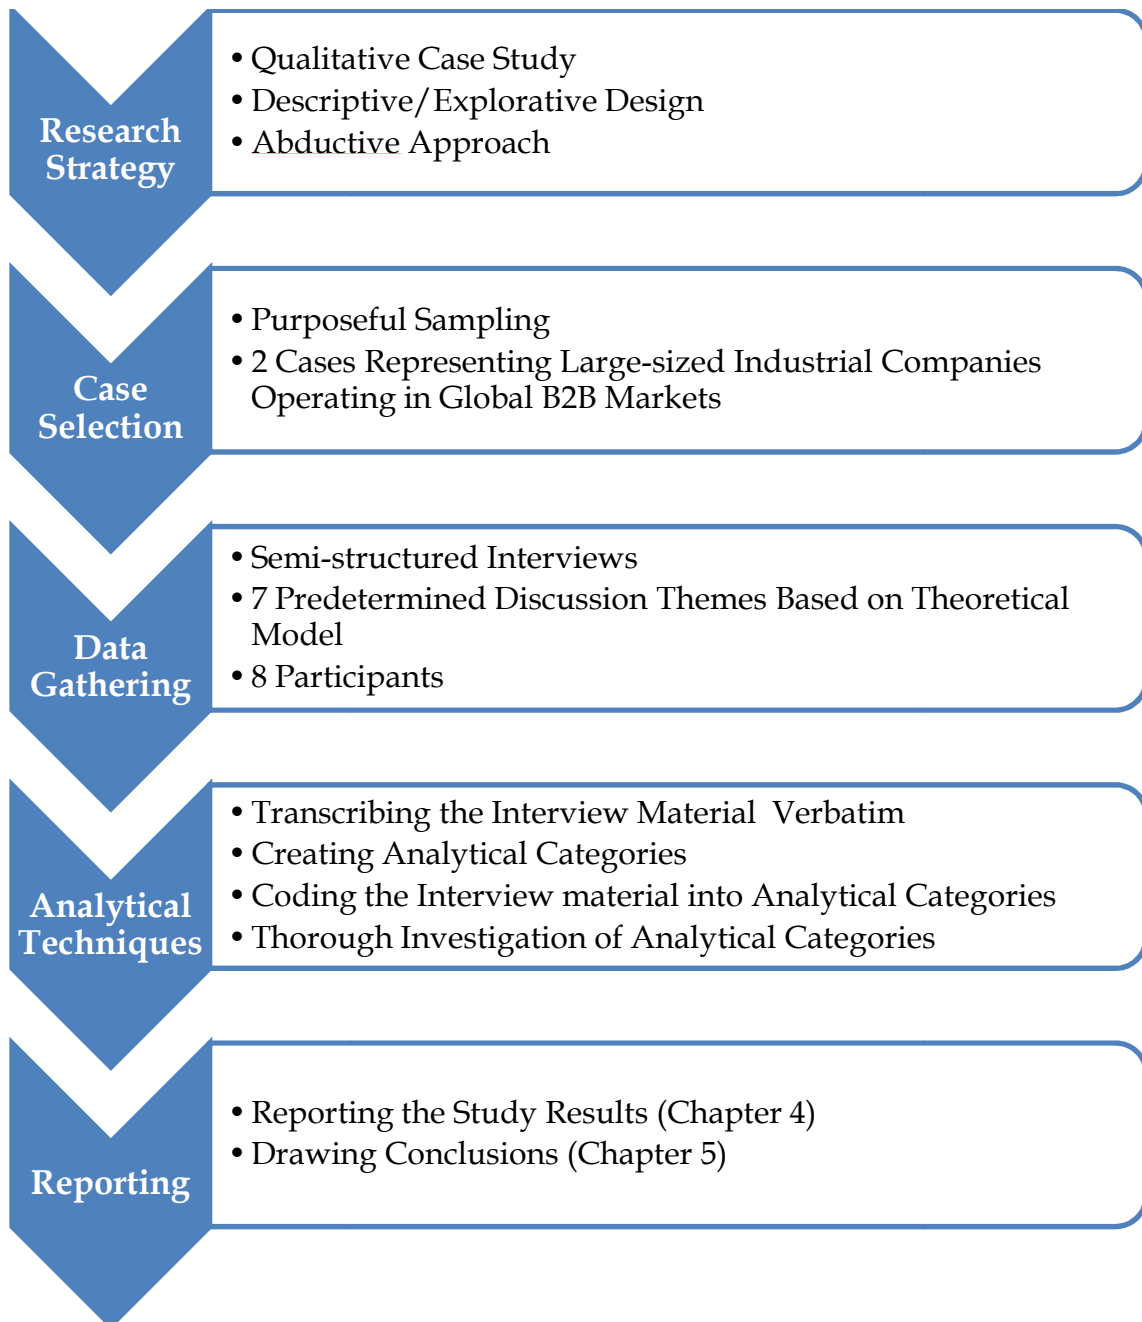 Research
Strategy
• Qualitative Case Study
• Descriptive/Explorative Design
• Abductive Approach
Case
Selection
• Purposeful Sampling
• 2 Cases Representing Large-sized Industrial Companies
Operating in Global B2B Markets
Data
Gathering
• Semi-structured Interviews
• 7 Predetermined Discussion Themes Based on Theoretical
Model
• 8 Participants
Analytical
Techniques
• Transcribing the Interview Material Verbatim
• Creating Analytical Categories
• Coding the Interview material into Analytical Categories
• Thorough Investigation of Analytical Categories
Reporting
• Reporting the Study Results (Chapter 4)
• Drawing Conclusions (Chapter 5)